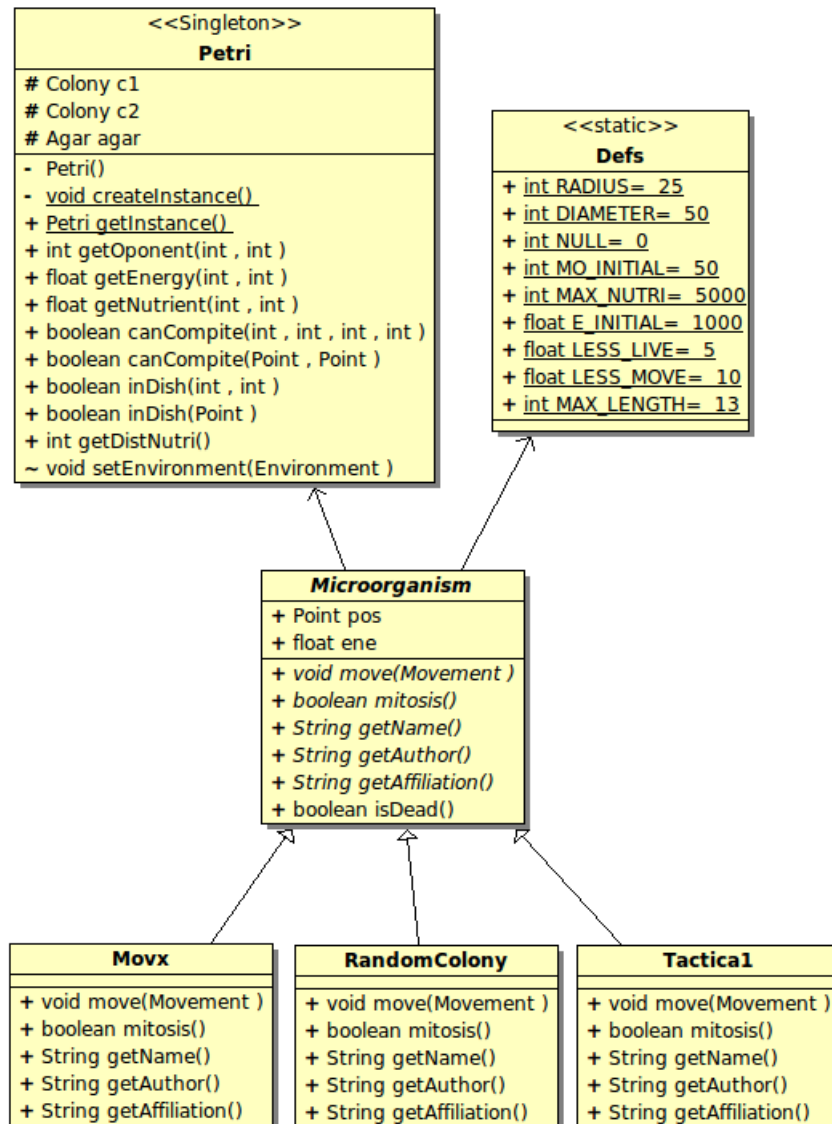 <<Singleton>>
Petri
# Colony c1
# Colony c2
# Agar agar
- Petri()
- void createInstance()
+ Petri getInstance()
+ int getOponent(int , int )
+ float getEnergy(int , int )
+ float getNutrient(int , int )
+ boolean canCompite(int , int , int , int )
+ boolean canCompite(Point , Point )
+ boolean inDish(int , int )
+ boolean inDish(Point )
+ int getDistNutri()
~ void setEnvironment(Environment )
<<static>>
Defs
+ int RADIUS= 25
+ int DIAMETER= 50
+ int NULL= 0
+ int MO_INITIAL= 50
+ int MAX_NUTRI= 5000
+ float E_INITIAL= 1000
+ float LESS_LIVE= 5
+ float LESS_MOVE= 10
+ int MAX_LENGTH= 13
Microorganism
+ Point pos
+ float ene
+ void move(Movement )
+ boolean mitosis()
+ String getName()
+ String getAuthor()
+ String getAffiliation()
+ boolean isDead()
Movx
+ void move(Movement )
+ boolean mitosis()
+ String getName()
+ String getAuthor()
+ String getAffiliation()
RandomColony
+ void move(Movement )
+ boolean mitosis()
+ String getName()
+ String getAuthor()
+ String getAffiliation()
Tactica1
+ void move(Movement )
+ boolean mitosis()
+ String getName()
+ String getAuthor()
+ String getAffiliation()